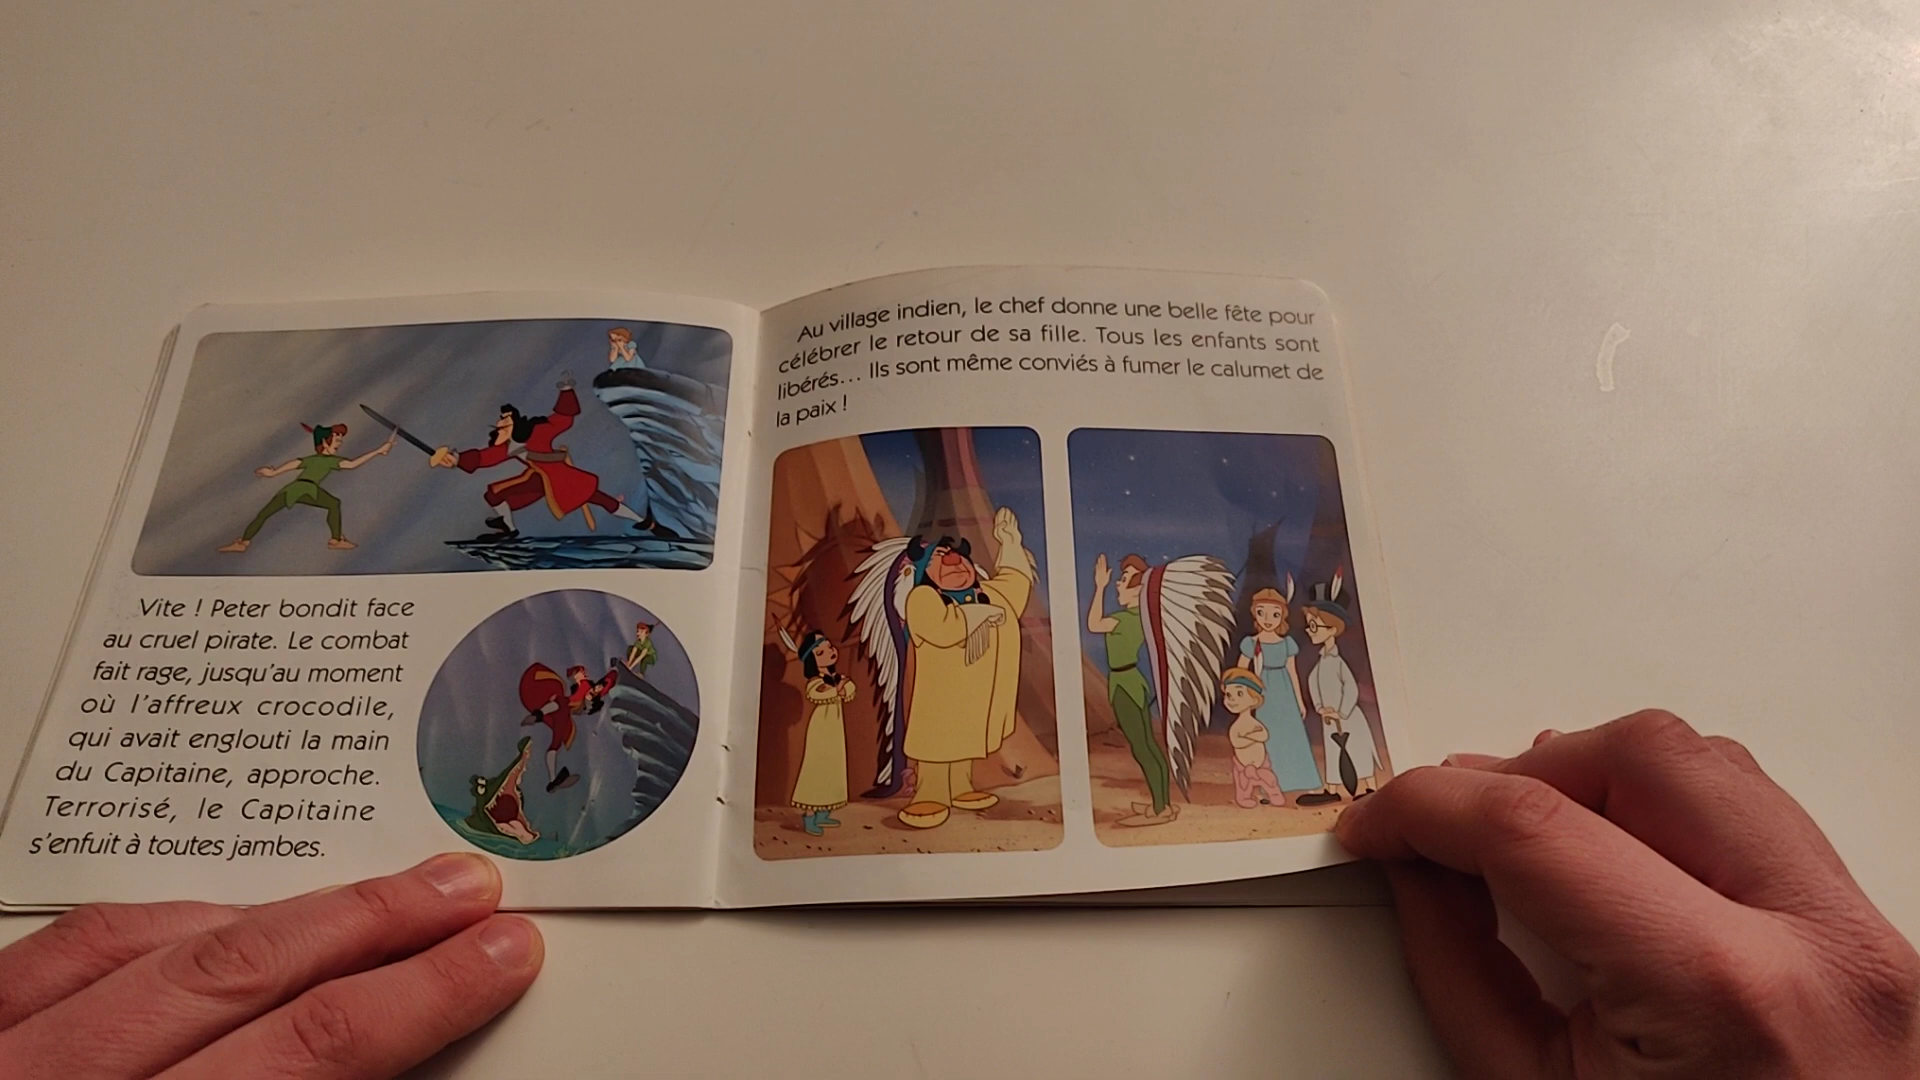 Vite ! Peter bondit face
au cruel pirate. Le combat
fait rage, jusqu'au moment
où l'affreux crocodile,
qui avait englouti la main
du Capitaine, approche.
Terrorisé, le Capitaine
s'enfuit à toutes jambes.
Au village indien, le chef donne une belle fête pour
célébrer le retour de sa fille. Tous les enfants sont
libérés... Ils sont même conviés à fumer le calumet de
la paix !